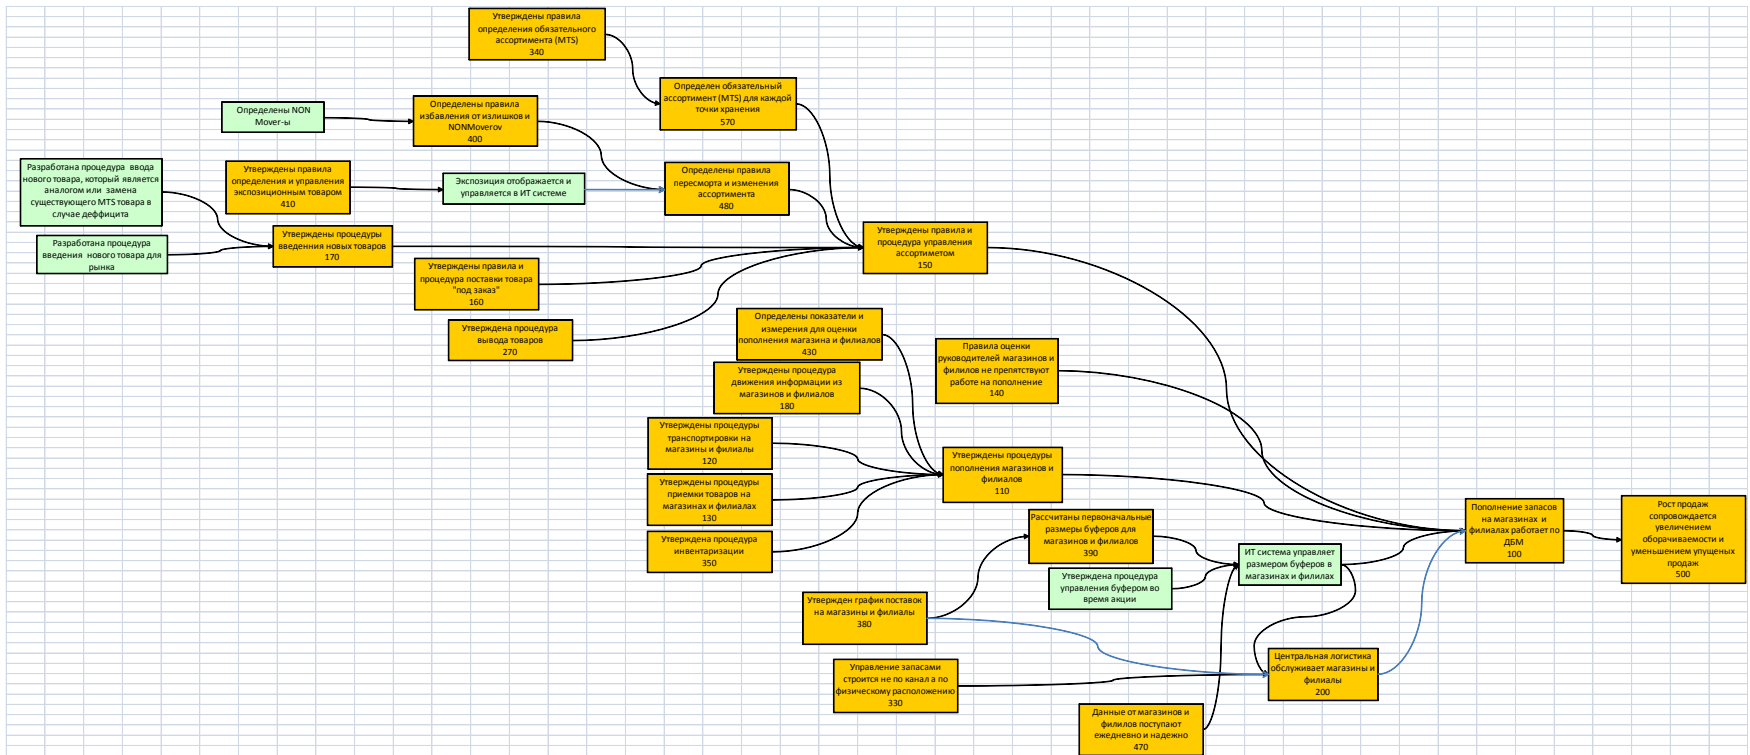 Утверждены правила
определения обязательного
ассортимента (MTS)
340
Определен обязательный
ассортимент (MTS) для каждой
точки хранения
570
Определены NON
Mover-ы
Определены правила
избавления от излишков и
NONMoverov
400
Разработана процедура ввода
нового товара, который является
аналогом или замена
существующего MTS товара в
случае деффицита
Утверждены правила
определения и управления
экспозиционным товаром
410
Экспозиция отображается и
управляется в ИТ системе
Определены правила
пересморта и изменения
ассортимента
480
Разработана процедура
введения нового товара для
рынка
Утверждены процедуры
введенния новых товаров
170
Утверждены правила и
процедура управления
ассортиметом
150
Утверждены правила и
процедура поставки товара
"под заказ"
160
Утверждена процедура
вывода товаров
270
Определены показатели и
измерения для оценки
пополнения магазина и филиалов
430
Правила оценки
руководителей магазинов и
филилов не препятствуют
работе на пополнение
140
Утверждены процедура
движения информации из
магазинов и филиалов
180
Утверждены процедуры
транспортировки на
магазины и филиалы
120
Утверждены процедуры
пополнения магазинов и
филиалов
110
Утверждены процедуры
приемки товаров на
магазинах и филиалах
130
Утверждена процедура
инвентаризации
350
Рассчитаны первоначальные
размеры буферов для
магазинов и филиалов
390
Пополнение запасов
на магазинах и
филиалах работает по
ДБМ
100
Рост продаж
сопровождается
увеличением
оборачиваемости и
уменьшением упущеных
продаж
500
ИТ система управляет
размером буферов в
магазинах и филилах
Утверждена процедура
управления буфером во
время акции
Утвержден график поставок
на магазины и филиалы
380
Центральная логистика
обслуживает магазины и
филиалы
200
Управление запасами
строится не по канал а по
физическому расположению
330
Данные от магазинов и
филилов поступают
ежедневно и надежно
470